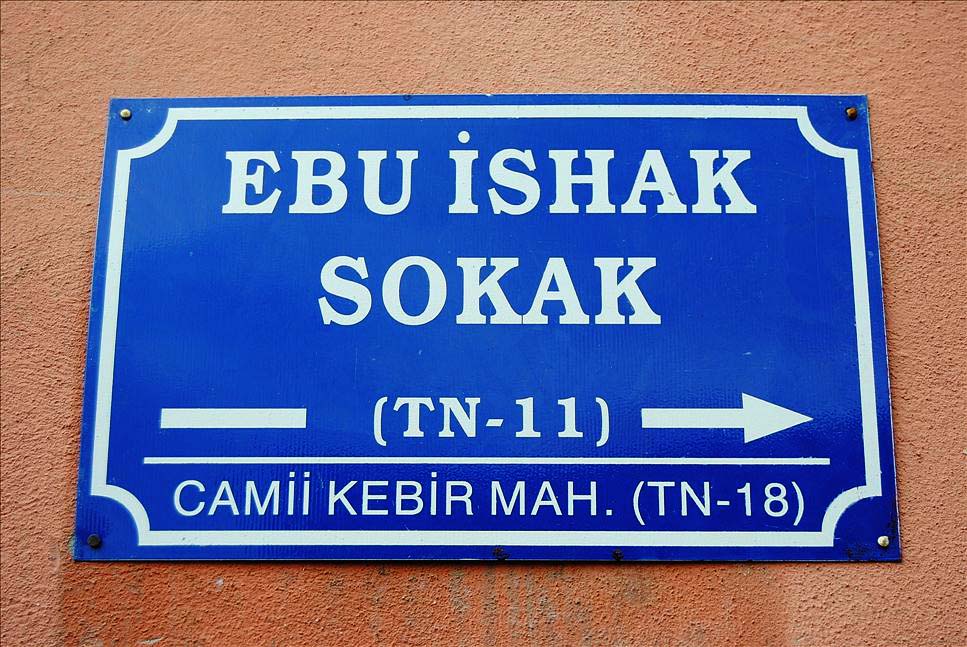 EBU İSHAK
SOKAK
(TN-11)
CAMİİ KEBİR MAH. (TN-18)